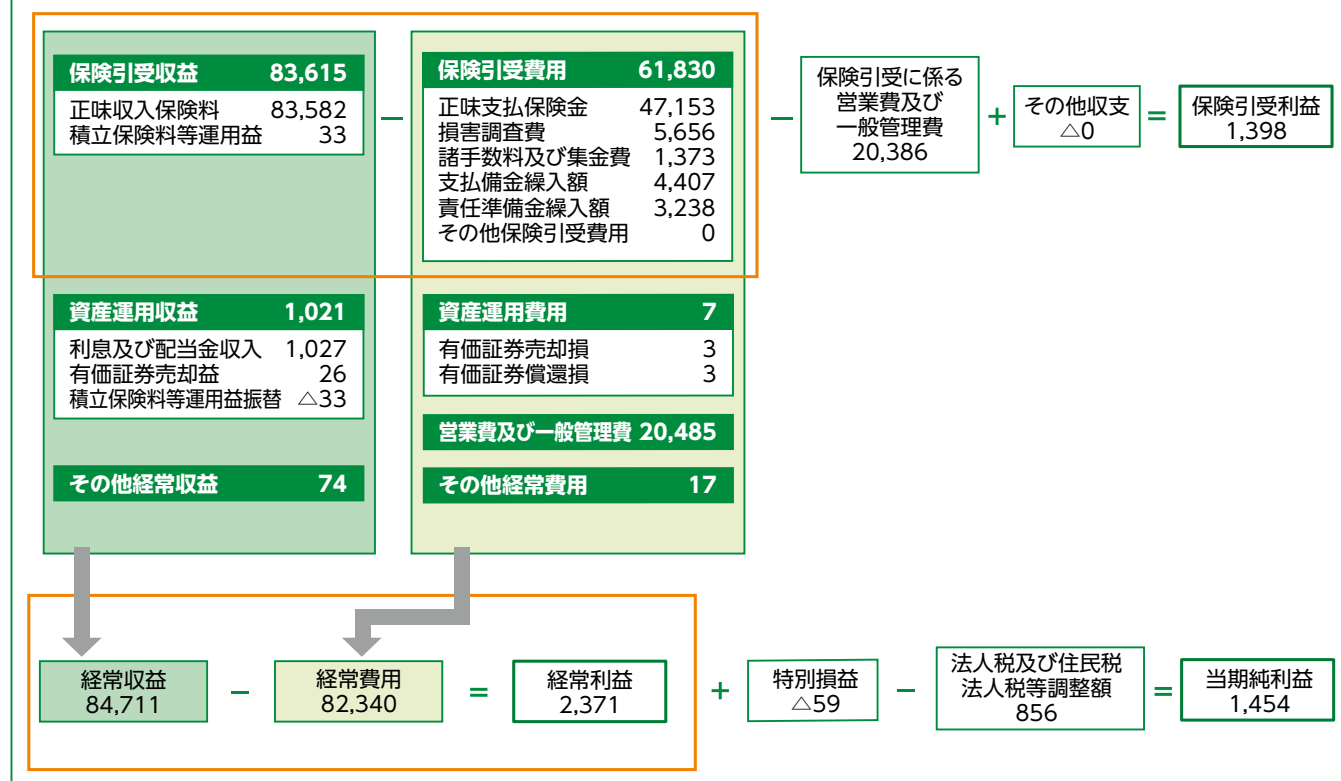 保険引受収益 83,615
正味収入保険料 83,582
積立保険料等運用益 33
−
保険引受費用 61,830
正味支払保険金 47,153
損害調査費 5,656
諸手数料及び集金費 1,373
支払備金繰入額 4,407
責任準備金繰入額 3,238
その他保険引受費用 0
−
保険引受に係る
営業費及び
一般管理費
20,386
+
その他収支
△0
=
保険引受利益
1,398
資産運用収益 1,021
利息及び配当金収入 1,027
有価証券売却益 26
積立保険料等運用益振替 △33
その他経常収益 74
資産運用費用 7
有価証券売却損 3
有価証券償還損 3
営業費及び一般管理費 20,485
その他経常費用 17
経常収益
84,711
−
経常費用
82,340
=
経常利益
2,371
+
特別損益
△59
−
法人税及び住民税
法人税等調整額
856
=
当期純利益
1,454